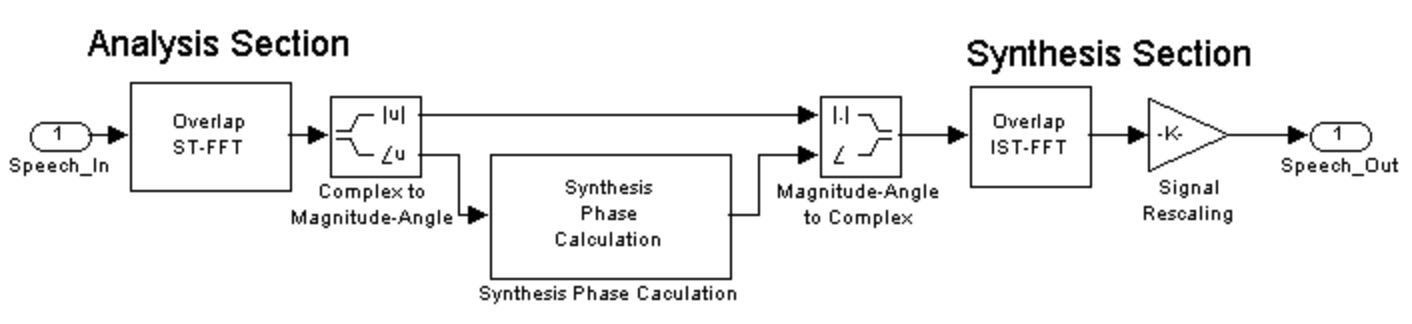 Analysis Section
Synthesis Section
1
Speech_In
Overlap
ST-FFT
|u|
∠u
Complex to
Magnitude-Angle
Synthesis
Phase
Calculation
Synthesis Phase Caculation
|.|
∠
Magnitude-Angle
to Complex
Overlap
IST-FFT
-K-
Signal
Rescaling
1
Speech_Out